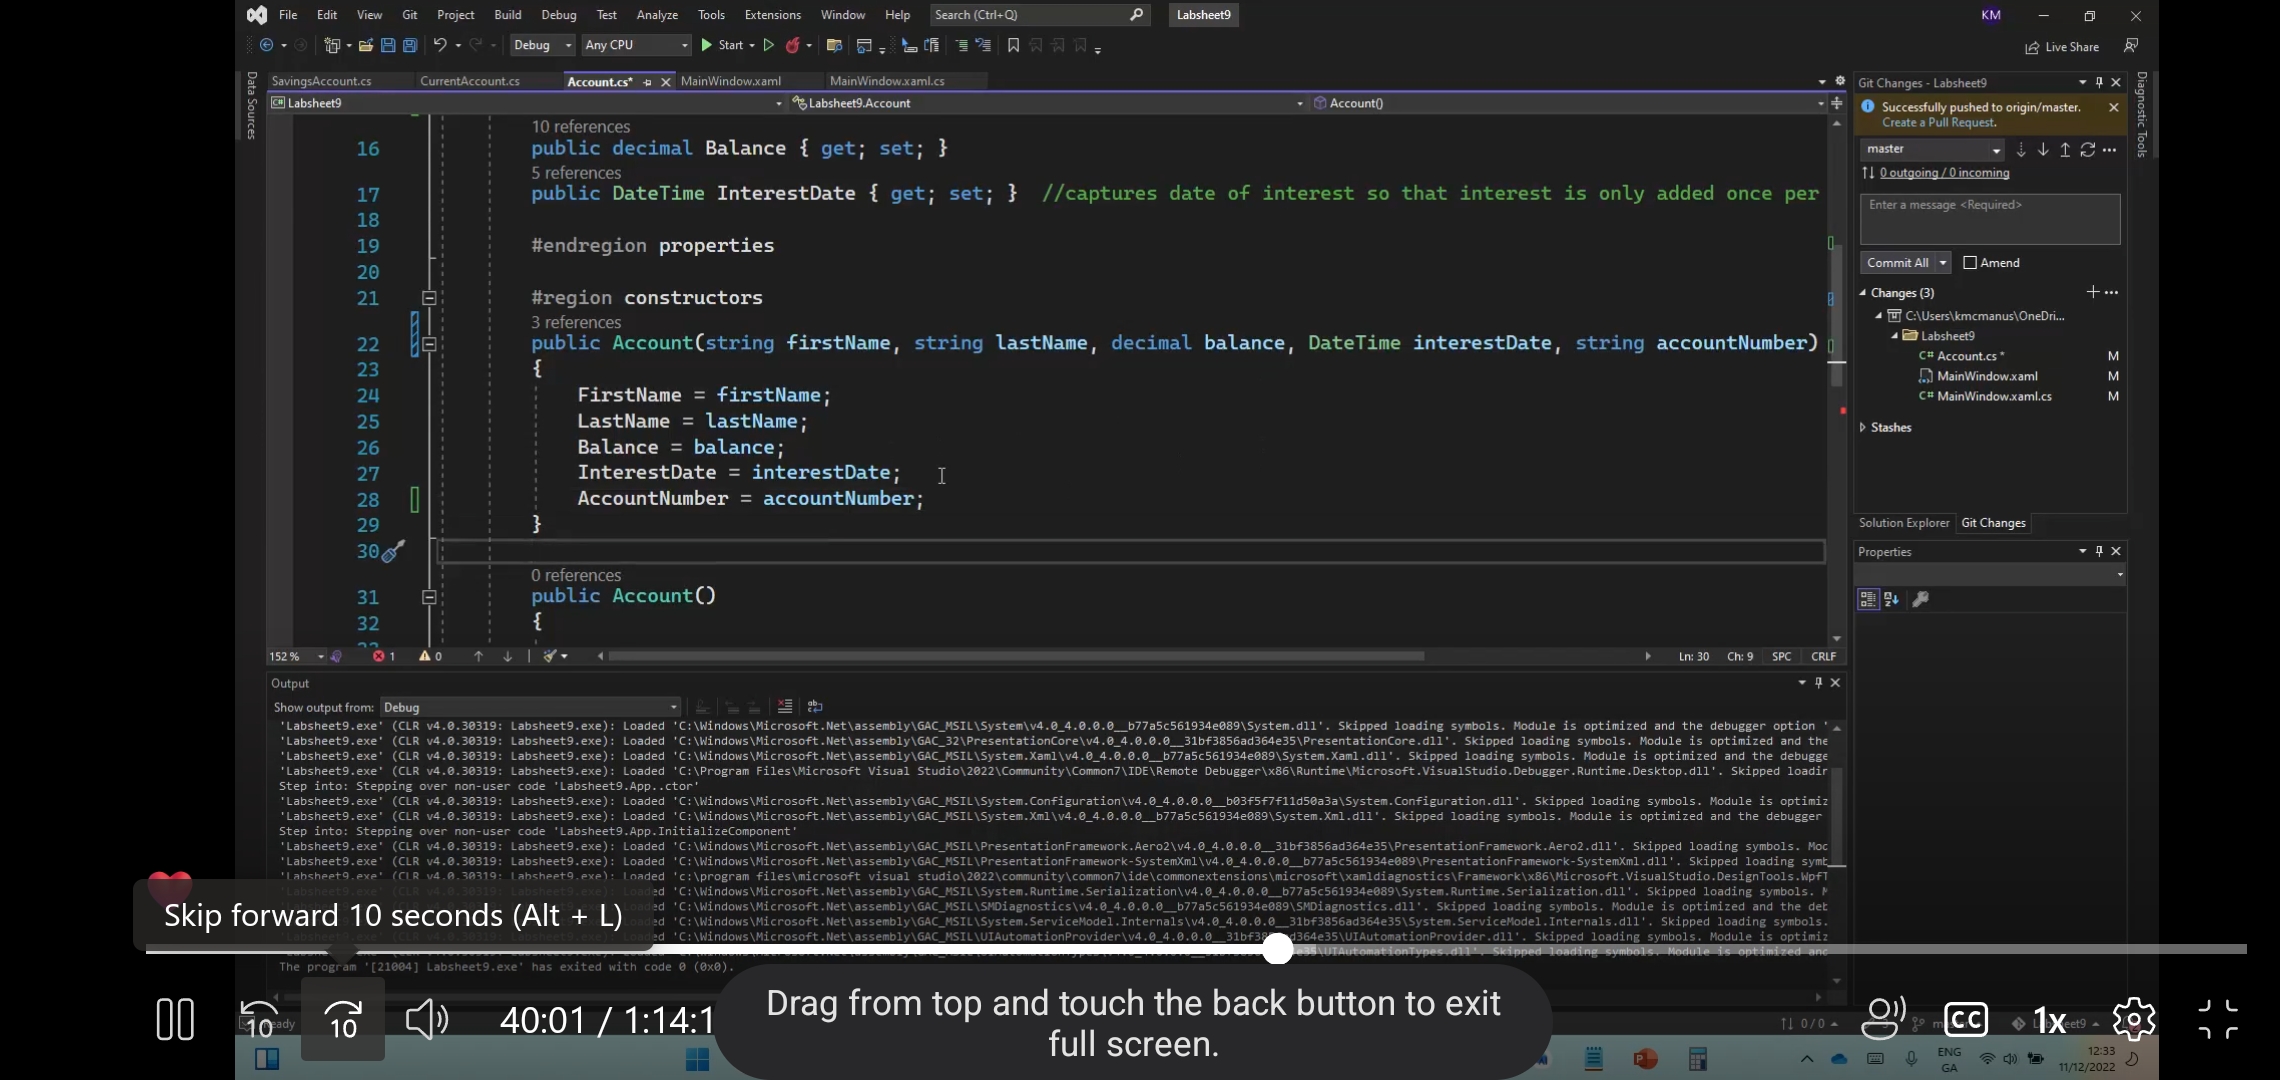 File Edit View Git Project Build Debug Test Analyze Tools Extensions Window Help Search (Ctrl+Q) Labsheet9 KM
Debug Any CPU Start Live Share
SavingsAccount.cs CurrentAccount.cs Account.cs* MainWindow.xaml MainWindow.xaml.cs
Labsheet9 Labsheet9.Account Account()
Data Sources
10 references
16 public decimal Balance { get; set; }
5 references
17 public DateTime InterestDate { get; set; } //captures date of interest so that interest is only added once per
18
19 #endregion properties
20
21 #region constructors
3 references
22 public Account(string firstName, string lastName, decimal balance, DateTime interestDate, string accountNumber)
23 {
24 FirstName = firstName;
25 LastName = lastName;
26 Balance = balance;
27 InterestDate = interestDate;
28 AccountNumber = accountNumber;
29 }
30
0 references
31 public Account()
32 {
152 % 1 0 Ln: 30 Ch: 9 SPC CRLF
Git Changes - Labsheet9
Successfully pushed to origin/master.
Create a Pull Request.
master
0 outgoing / 0 incoming
Enter a message <Required>
Commit All Amend
Changes (3)
C:\Users\kmcmanus\OneDri...
Labsheet9
C# Account.cs * M
MainWindow.xaml M
C# MainWindow.xaml.cs M
Stashes
Solution Explorer Git Changes
Properties
Diagnostic Tools
Output
Show output from: Debug
'Labsheet9.exe' (CLR v4.0.30319: Labsheet9.exe): Loaded 'C:\Windows\Microsoft.Net\assembly\GAC_MSIL\System\v4.0_4.0.0.0__b77a5c561934e089\System.dll'. Skipped loading symbols. Module is optimized and the debugger option '
'Labsheet9.exe' (CLR v4.0.30319: Labsheet9.exe): Loaded 'C:\Windows\Microsoft.Net\assembly\GAC_32\PresentationCore\v4.0_4.0.0.0__31bf3856ad364e35\PresentationCore.dll'. Skipped loading symbols. Module is optimized and the
'Labsheet9.exe' (CLR v4.0.30319: Labsheet9.exe): Loaded 'C:\Windows\Microsoft.Net\assembly\GAC_MSIL\System.Xaml\v4.0_4.0.0.0__b77a5c561934e089\System.Xaml.dll'. Skipped loading symbols. Module is optimized and the debugge
'Labsheet9.exe' (CLR v4.0.30319: Labsheet9.exe): Loaded 'C:\Program Files\Microsoft Visual Studio\2022\Community\Common7\IDE\Remote Debugger\x86\Runtime\Microsoft.VisualStudio.Debugger.Runtime.Desktop.dll'. Skipped loadin
Step into: Stepping over non-user code 'Labsheet9.App..ctor'
'Labsheet9.exe' (CLR v4.0.30319: Labsheet9.exe): Loaded 'C:\Windows\Microsoft.Net\assembly\GAC_MSIL\System.Configuration\v4.0_4.0.0.0__b03f5f7f11d50a3a\System.Configuration.dll'. Skipped loading symbols. Module is optimiz
'Labsheet9.exe' (CLR v4.0.30319: Labsheet9.exe): Loaded 'C:\Windows\Microsoft.Net\assembly\GAC_MSIL\System.Xml\v4.0_4.0.0.0__b77a5c561934e089\System.Xml.dll'. Skipped loading symbols. Module is optimized and the debugger
Step into: Stepping over non-user code 'Labsheet9.App.InitializeComponent'
'Labsheet9.exe' (CLR v4.0.30319: Labsheet9.exe): Loaded 'C:\Windows\Microsoft.Net\assembly\GAC_MSIL\PresentationFramework.Aero2\v4.0_4.0.0.0__31bf3856ad364e35\PresentationFramework.Aero2.dll'. Skipped loading symbols. Mod
'Labsheet9.exe' (CLR v4.0.30319: Labsheet9.exe): Loaded 'C:\Windows\Microsoft.Net\assembly\GAC_MSIL\PresentationFramework-SystemXml\v4.0_4.0.0.0__b77a5c561934e089\PresentationFramework-SystemXml.dll'. Skipped loading symb
'Labsheet9.exe' (CLR v4.0.30319: Labsheet9.exe): Loaded 'c:\program files\microsoft visual studio\2022\community\common7\ide\commonextensions\microsoft\xamldiagnostics\Framework\x86\Microsoft.VisualStudio.DesignTools.WpfT
Loaded 'C:\Windows\Microsoft.Net\assembly\GAC_MSIL\System.Runtime.Serialization\v4.0_4.0.0.0__b77a5c561934e089\System.Runtime.Serialization.dll'. Skipped loading symbols. M
'C:\Windows\Microsoft.Net\assembly\GAC_MSIL\SMDiagnostics\v4.0_4.0.0.0__b77a5c561934e089\SMDiagnostics.dll'. Skipped loading symbols. Module is optimized and the deb
'C:\Windows\Microsoft.Net\assembly\GAC_MSIL\System.ServiceModel.Internals\v4.0_4.0.0.0__31bf3856ad364e35\System.ServiceModel.Internals.dll'. Skipped loading symbols.
'C:\Windows\Microsoft.Net\assembly\GAC_MSIL\UIAutomationProvider\v4.0_4.0.0.0__31bf3 e35\UIAutomationProvider.dll'. Skipped loading symbols. Module is optimiz
e35\UIAutomationTypes.dll'. Skipped loading symbols. Module is optimized and
The program '[21004] Labsheet9.exe' has exited with code 0 (0x0).
Skip forward 10 seconds (Alt + L)
10 10 40:01 / 1:14:1
Drag from top and touch the back button to exit
full screen.
0 / 0 CC 1x
ENG
GA
12:33
11/12/2022